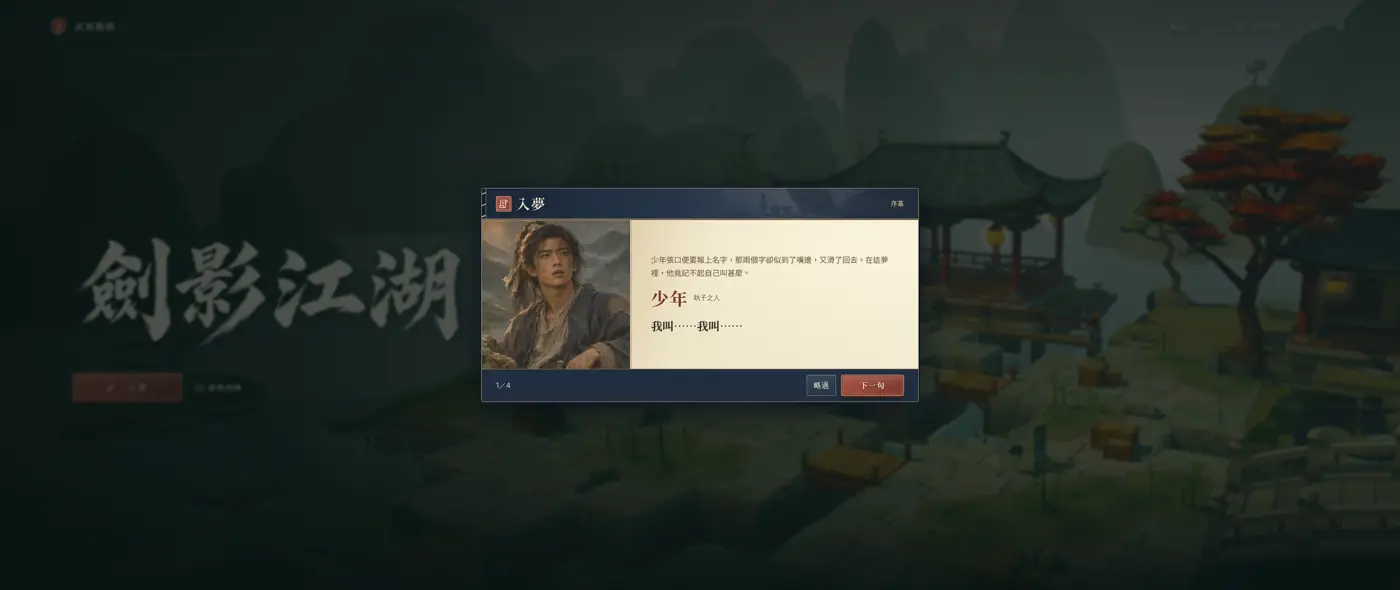 劍影江湖
入夢
序幕
少年張口便要報上名字，那兩個字卻似到了嘴邊，又滑了回去。在這夢
裡，他竟記不起自己叫甚麼。
少年 執子之人
我叫⋯⋯我叫⋯⋯
1／4
略過
下一句